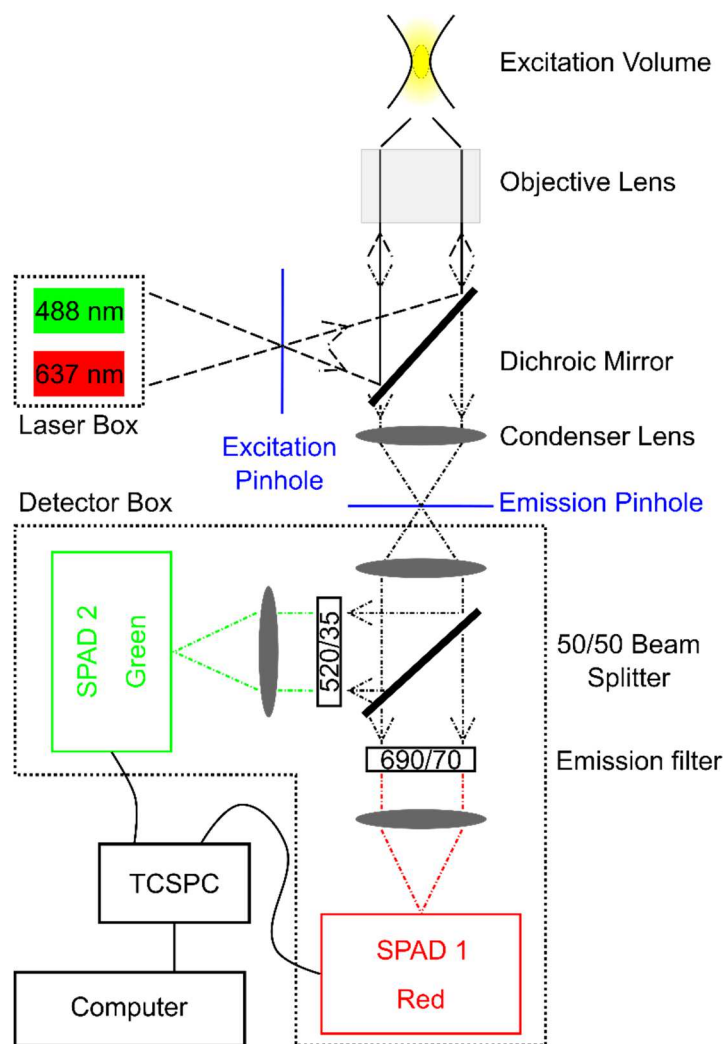 Excitation Volume
Objective Lens
488 nm
637 nm
Laser Box
Dichroic Mirror
Excitation
Pinhole
Condenser Lens
Detector Box
Emission Pinhole
SPAD 2
Green
520/35
50/50 Beam
Splitter
690/70
Emission filter
TCSPC
SPAD 1
Red
Computer